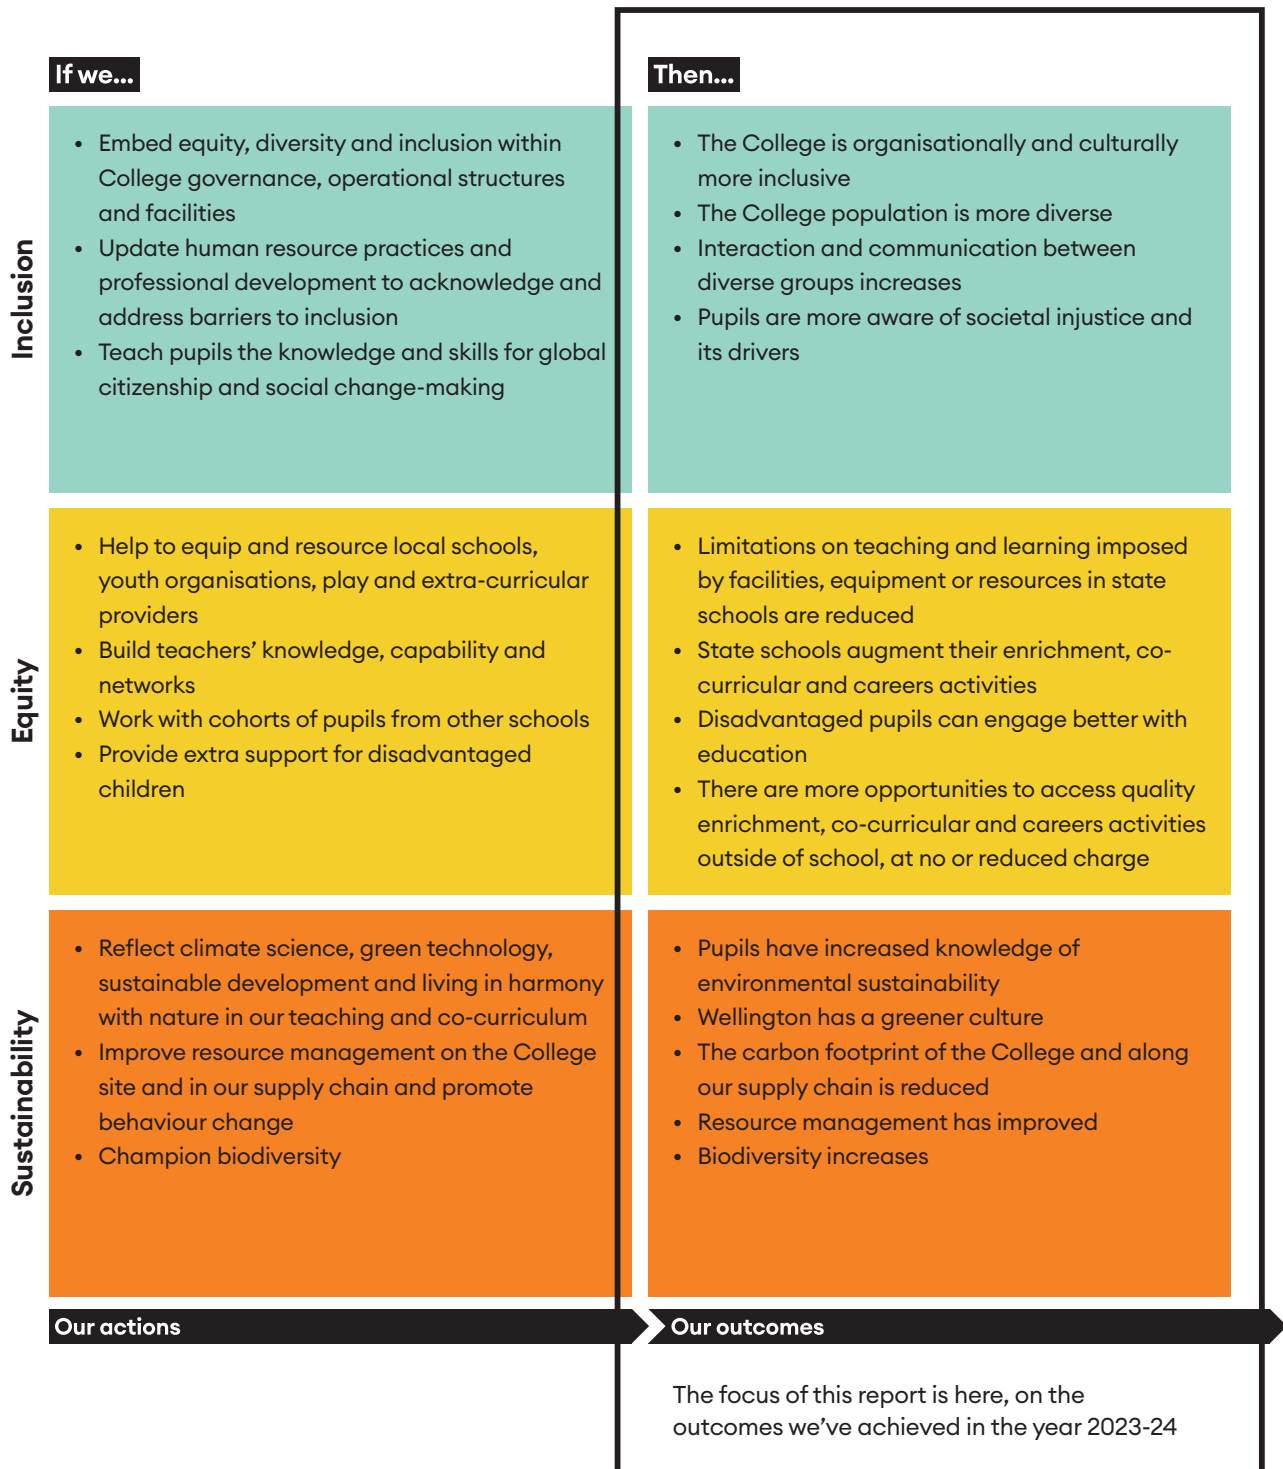 If we...
Then...
Inclusion
• Embed equity, diversity and inclusion within
College governance, operational structures
and facilities
• Update human resource practices and
professional development to acknowledge and
address barriers to inclusion
• Teach pupils the knowledge and skills for global
citizenship and social change-making
• The College is organisationally and culturally
more inclusive
• The College population is more diverse
• Interaction and communication between
diverse groups increases
• Pupils are more aware of societal injustice and
its drivers
Equity
• Help to equip and resource local schools,
youth organisations, play and extra-curricular
providers
• Build teachers’ knowledge, capability and
networks
• Work with cohorts of pupils from other schools
• Provide extra support for disadvantaged
children
• Limitations on teaching and learning imposed
by facilities, equipment or resources in state
schools are reduced
• State schools augment their enrichment, co-
curricular and careers activities
• Disadvantaged pupils can engage better with
education
• There are more opportunities to access quality
enrichment, co-curricular and careers activities
outside of school, at no or reduced charge
Sustainability
• Reflect climate science, green technology,
sustainable development and living in harmony
with nature in our teaching and co-curriculum
• Improve resource management on the College
site and in our supply chain and promote
behaviour change
• Champion biodiversity
• Pupils have increased knowledge of
environmental sustainability
• Wellington has a greener culture
• The carbon footprint of the College and along
our supply chain is reduced
• Resource management has improved
• Biodiversity increases
Our actions
Our outcomes
The focus of this report is here, on the
outcomes we’ve achieved in the year 2023-24